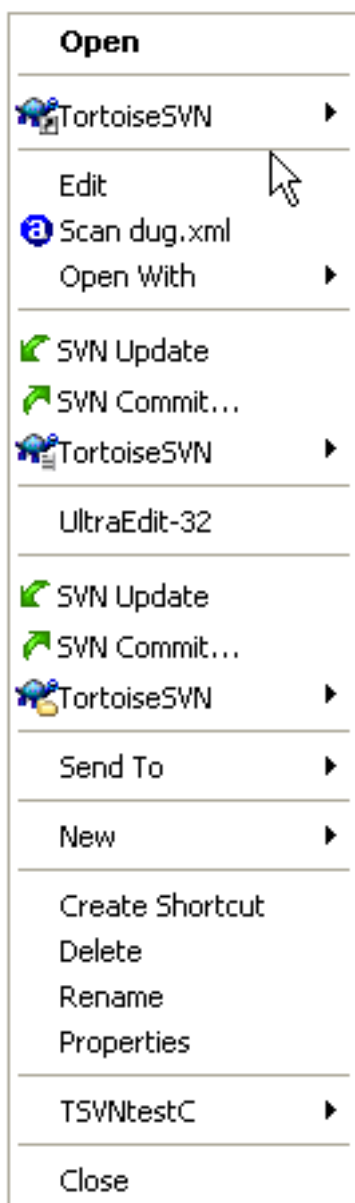 Open
TortoiseSVN
Edit
Scan dug.xml
Open With
SVN Update
SVN Commit...
TortoiseSVN
UltraEdit-32
SVN Update
SVN Commit...
TortoiseSVN
Send To
New
Create Shortcut
Delete
Rename
Properties
TSVNtestC
Close